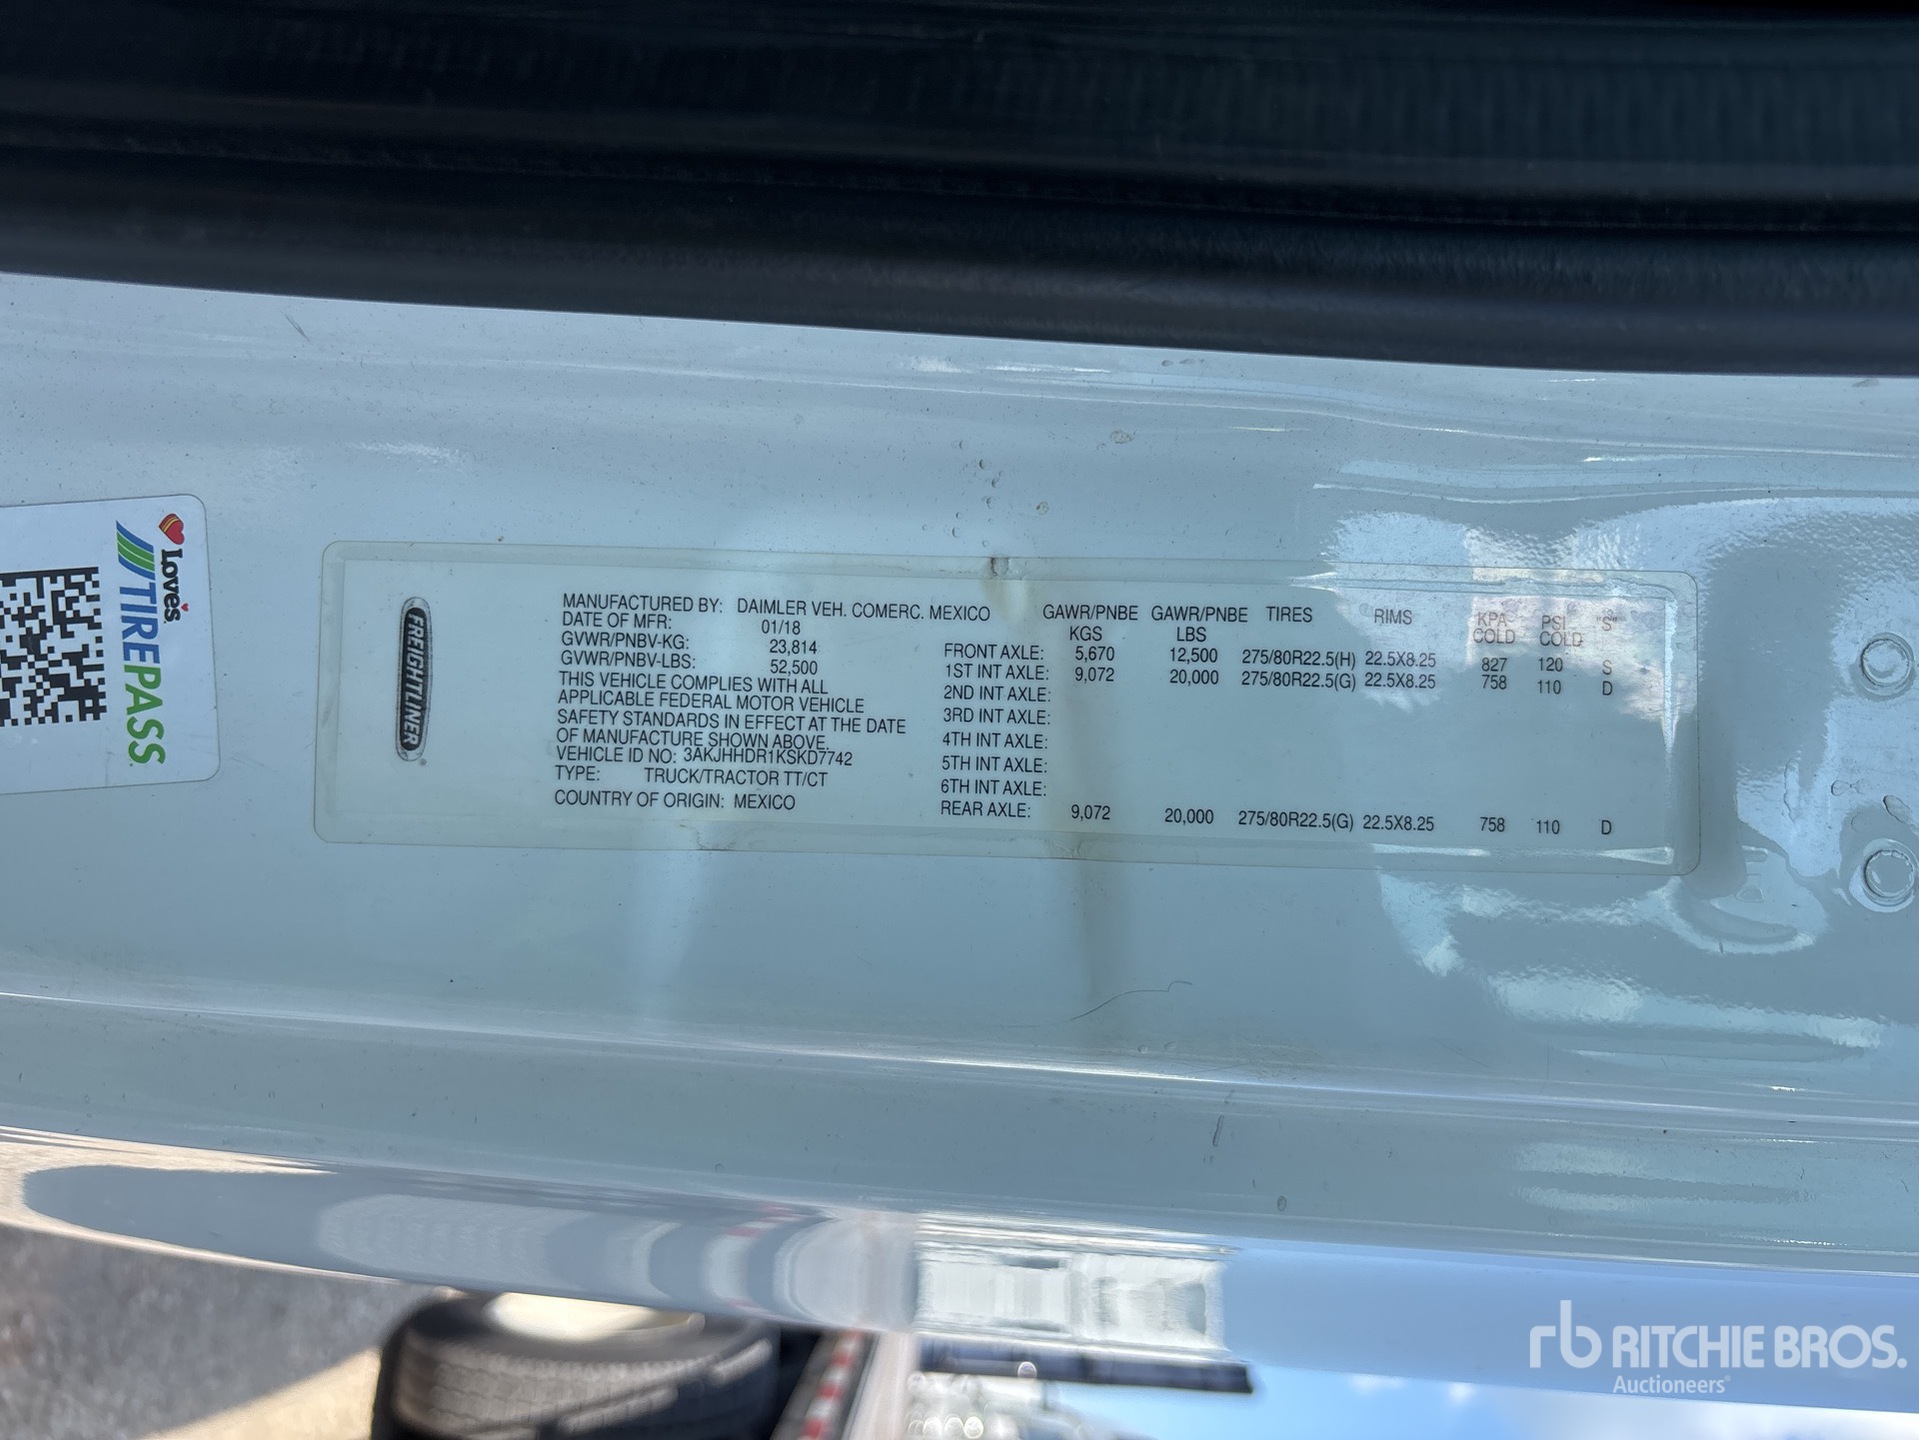 Love's
TIREPASS.
FREIGHTLINER
MANUFACTURED BY: DAIMLER VEH. COMERC. MEXICO
DATE OF MFR: 01/18
GVWR/PNBV-KG: 23,814
GVWR/PNBV-LBS: 52,500
THIS VEHICLE COMPLIES WITH ALL
APPLICABLE FEDERAL MOTOR VEHICLE
SAFETY STANDARDS IN EFFECT AT THE DATE
OF MANUFACTURE SHOWN ABOVE.
VEHICLE ID NO: 3AKJHHDR1KSKD7742
TYPE: TRUCK/TRACTOR TT/CT
COUNTRY OF ORIGIN: MEXICO
GAWR/PNBE GAWR/PNBE TIRES RIMS KPA PSI "S"
KGS LBS COLD COLD
FRONT AXLE: 5,670 12,500 275/80R22.5(H) 22.5X8.25 827 120 S
1ST INT AXLE: 9,072 20,000 275/80R22.5(G) 22.5X8.25 758 110 D
2ND INT AXLE:
3RD INT AXLE:
4TH INT AXLE:
5TH INT AXLE:
6TH INT AXLE:
REAR AXLE: 9,072 20,000 275/80R22.5(G) 22.5X8.25 758 110 D
rb RITCHIE BROS.
Auctioneers